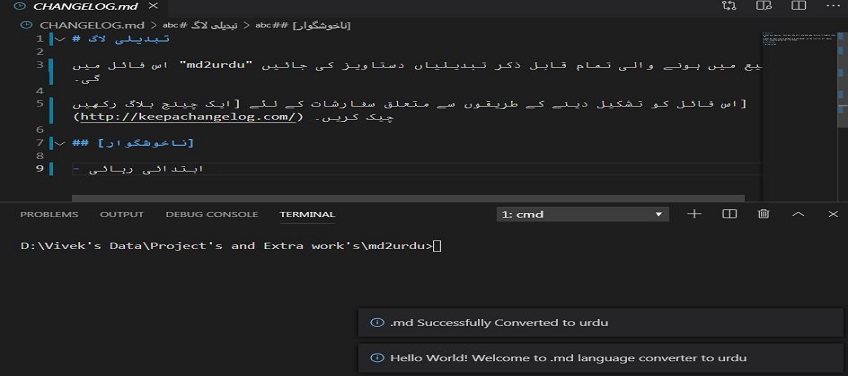 CHANGELOG.md
CHANGELOG.md > abc # تبدیلی لاگ > abc ## [ناخوشگوار]
1 # تبدیلی لاگ
2
3 یع میں ہونے والی تمام قابل ذکر تبدیلیاں دستاویز کی جائیں "md2urdu" اس فائل میں
گی۔
4
5 [اس فائل کو تشکیل دینے کے طریقوں سے متعلق سفارشات کے لئے [ایک چینج بلاگ رکھیں
(http://keepachangelog.com/) چیک کریں۔
6
7 ## [ناخوشگوار]
8
9 - ابتدائی رہائی
PROBLEMS OUTPUT DEBUG CONSOLE TERMINAL 1: cmd
D:\Vivek's Data\Project's and Extra work's\md2urdu>
.md Successfully Converted to urdu
Hello World! Welcome to .md language converter to urdu